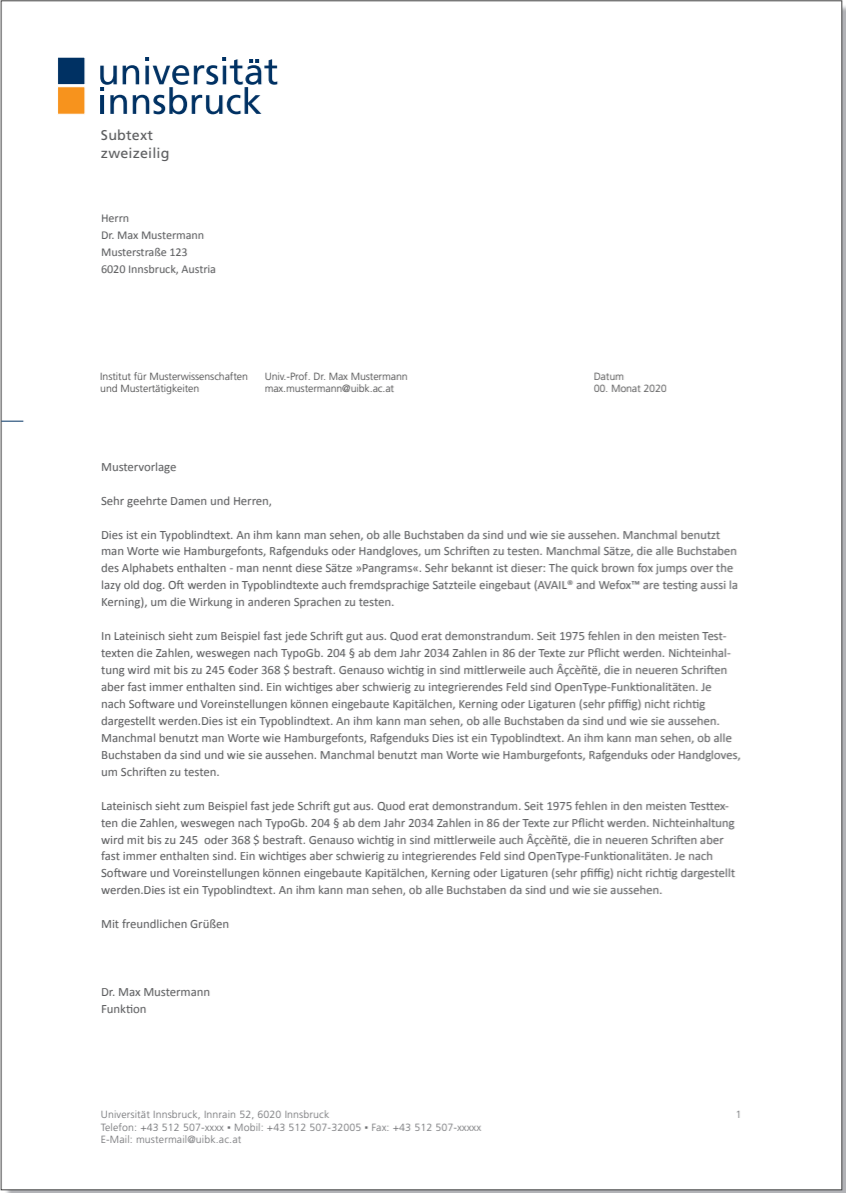 universität
innsbruck
Subtext
zweizeilig
Herrn
Dr. Max Mustermann
Musterstraße 123
6020 Innsbruck, Austria
Institut für Musterwissenschaften
und Mustertätigkeiten
Univ.-Prof. Dr. Max Mustermann
max.mustermann@uibk.ac.at
Datum
00. Monat 2020
Mustervorlage
Sehr geehrte Damen und Herren,
Dies ist ein Typoblindtext. An ihm kann man sehen, ob alle Buchstaben da sind und wie sie aussehen. Manchmal benutzt
man Worte wie Hamburgefonts, Rafgenduks oder Handgloves, um Schriften zu testen. Manchmal Sätze, die alle Buchstaben
des Alphabets enthalten - man nennt diese Sätze »Pangrams«. Sehr bekannt ist dieser: The quick brown fox jumps over the
lazy old dog. Oft werden in Typoblindtexte auch fremdsprachige Satzteile eingebaut (AVAIL® and Wefox™ are testing aussi la
Kerning), um die Wirkung in anderen Sprachen zu testen.
In Lateinisch sieht zum Beispiel fast jede Schrift gut aus. Quod erat demonstrandum. Seit 1975 fehlen in den meisten Test-
texten die Zahlen, weswegen nach TypoGb. 204 § ab dem Jahr 2034 Zahlen in 86 der Texte zur Pflicht werden. Nichteinhal-
tung wird mit bis zu 245 €oder 368 $ bestraft. Genauso wichtig in sind mittlerweile auch Âçcèñtë, die in neueren Schriften
aber fast immer enthalten sind. Ein wichtiges aber schwierig zu integrierendes Feld sind OpenType-Funktionalitäten. Je
nach Software und Voreinstellungen können eingebaute Kapitälchen, Kerning oder Ligaturen (sehr pfiffig) nicht richtig
dargestellt werden.Dies ist ein Typoblindtext. An ihm kann man sehen, ob alle Buchstaben da sind und wie sie aussehen.
Manchmal benutzt man Worte wie Hamburgefonts, Rafgenduks Dies ist ein Typoblindtext. An ihm kann man sehen, ob alle
Buchstaben da sind und wie sie aussehen. Manchmal benutzt man Worte wie Hamburgefonts, Rafgenduks oder Handgloves,
um Schriften zu testen.
Lateinisch sieht zum Beispiel fast jede Schrift gut aus. Quod erat demonstrandum. Seit 1975 fehlen in den meisten Testtex-
ten die Zahlen, weswegen nach TypoGb. 204 § ab dem Jahr 2034 Zahlen in 86 der Texte zur Pflicht werden. Nichteinhaltung
wird mit bis zu 245 oder 368 $ bestraft. Genauso wichtig in sind mittlerweile auch Âçcèñtë, die in neueren Schriften aber
fast immer enthalten sind. Ein wichtiges aber schwierig zu integrierendes Feld sind OpenType-Funktionalitäten. Je nach
Software und Voreinstellungen können eingebaute Kapitälchen, Kerning oder Ligaturen (sehr pfiffig) nicht richtig dargestellt
werden.Dies ist ein Typoblindtext. An ihm kann man sehen, ob alle Buchstaben da sind und wie sie aussehen.
Mit freundlichen Grüßen
Dr. Max Mustermann
Funktion
Universität Innsbruck, Innrain 52, 6020 Innsbruck
Telefon: +43 512 507-xxxx • Mobil: +43 512 507-32005 • Fax: +43 512 507-xxxxx
E-Mail: mustermail@uibk.ac.at
1